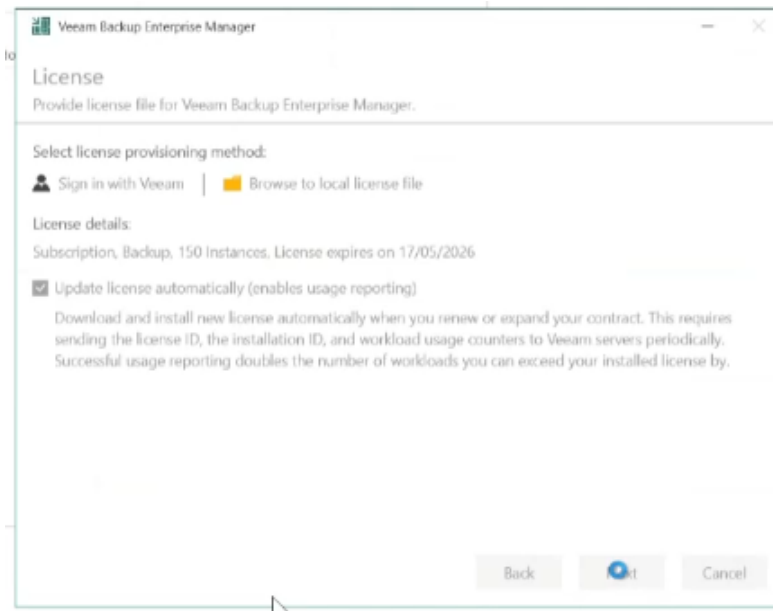 Veeam Backup Enterprise Manager
lo
License
Provide license file for Veeam Backup Enterprise Manager.
Select license provisioning method:
Sign in with Veeam
Browse to local license file
License details:
Subscription, Backup, 150 Instances, License expires on 17/05/2026
Update license automatically (enables usage reporting)
Download and install new license automatically when you renew or expand your contract. This requires
sending the license ID, the installation ID, and workload usage counters to Veeam servers periodically.
Successful usage reporting doubles the number of workloads you can exceed your installed license by.
Back
Cancel